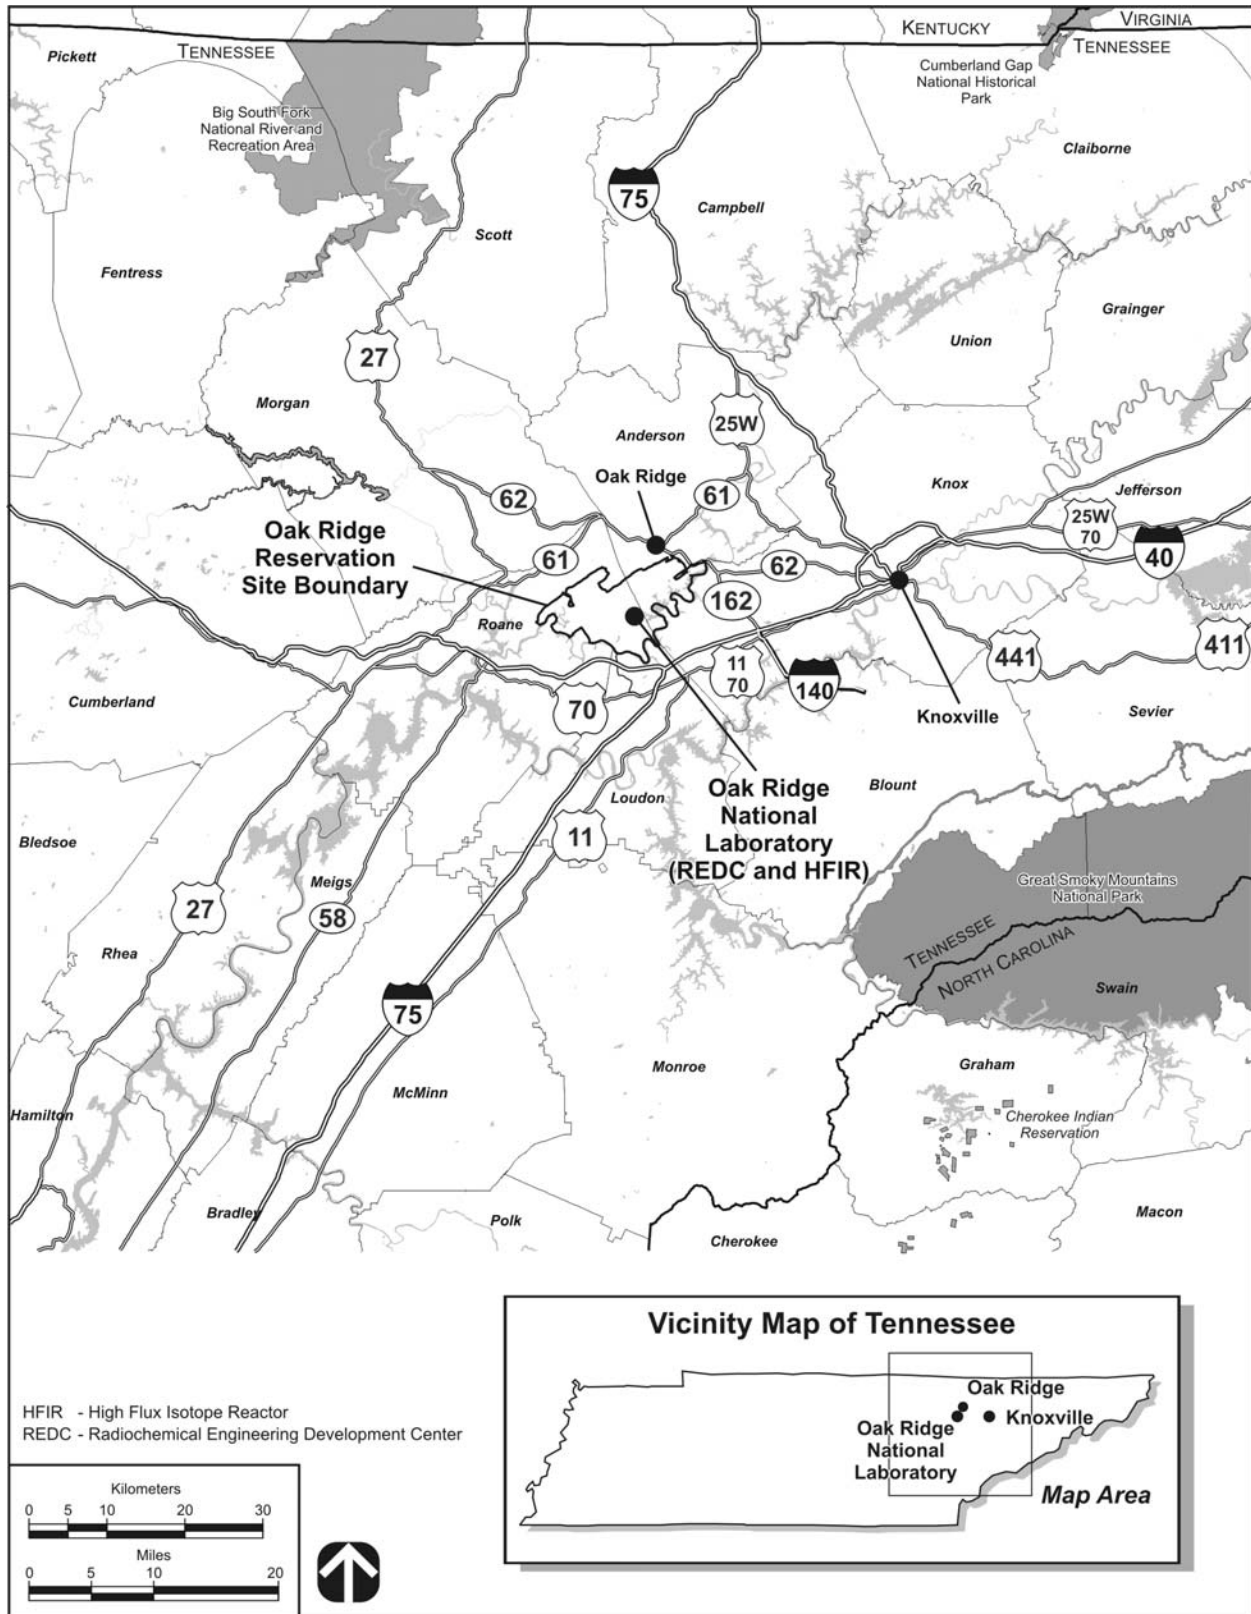 KENTUCKY
VIRGINIA
TENNESSEE
TENNESSEE
Pickett
Cumberland Gap
National Historical
Park
Big South Fork
National River and
Recreation Area
Claiborne
75
Campbell
Scott
Fentress
Grainger
Union
27
Morgan
25W
Anderson
Oak Ridge
61
Knox
Jefferson
62
25W
70
40
Oak Ridge
Reservation
Site Boundary
61
62
162
Roane
441
411
11
70
140
70
Cumberland
Knoxville
Sevier
Oak Ridge
National
Laboratory
(REDC and HFIR)
Loudon
Blount
11
Bledsoe
Meigs
27
58
Great Smoky Mountains
National Park
Rhea
TENNESSEE
NORTH CAROLINA
Swain
75
Monroe
Graham
McMinn
Hamilton
Cherokee Indian
Reservation
Bradley
Polk
Macon
Cherokee
Vicinity Map of Tennessee
Oak Ridge
Knoxville
Oak Ridge
National
Laboratory
Map Area
HFIR - High Flux Isotope Reactor
REDC - Radiochemical Engineering Development Center
Kilometers
0 5 10 20 30
Miles
0 5 10 20